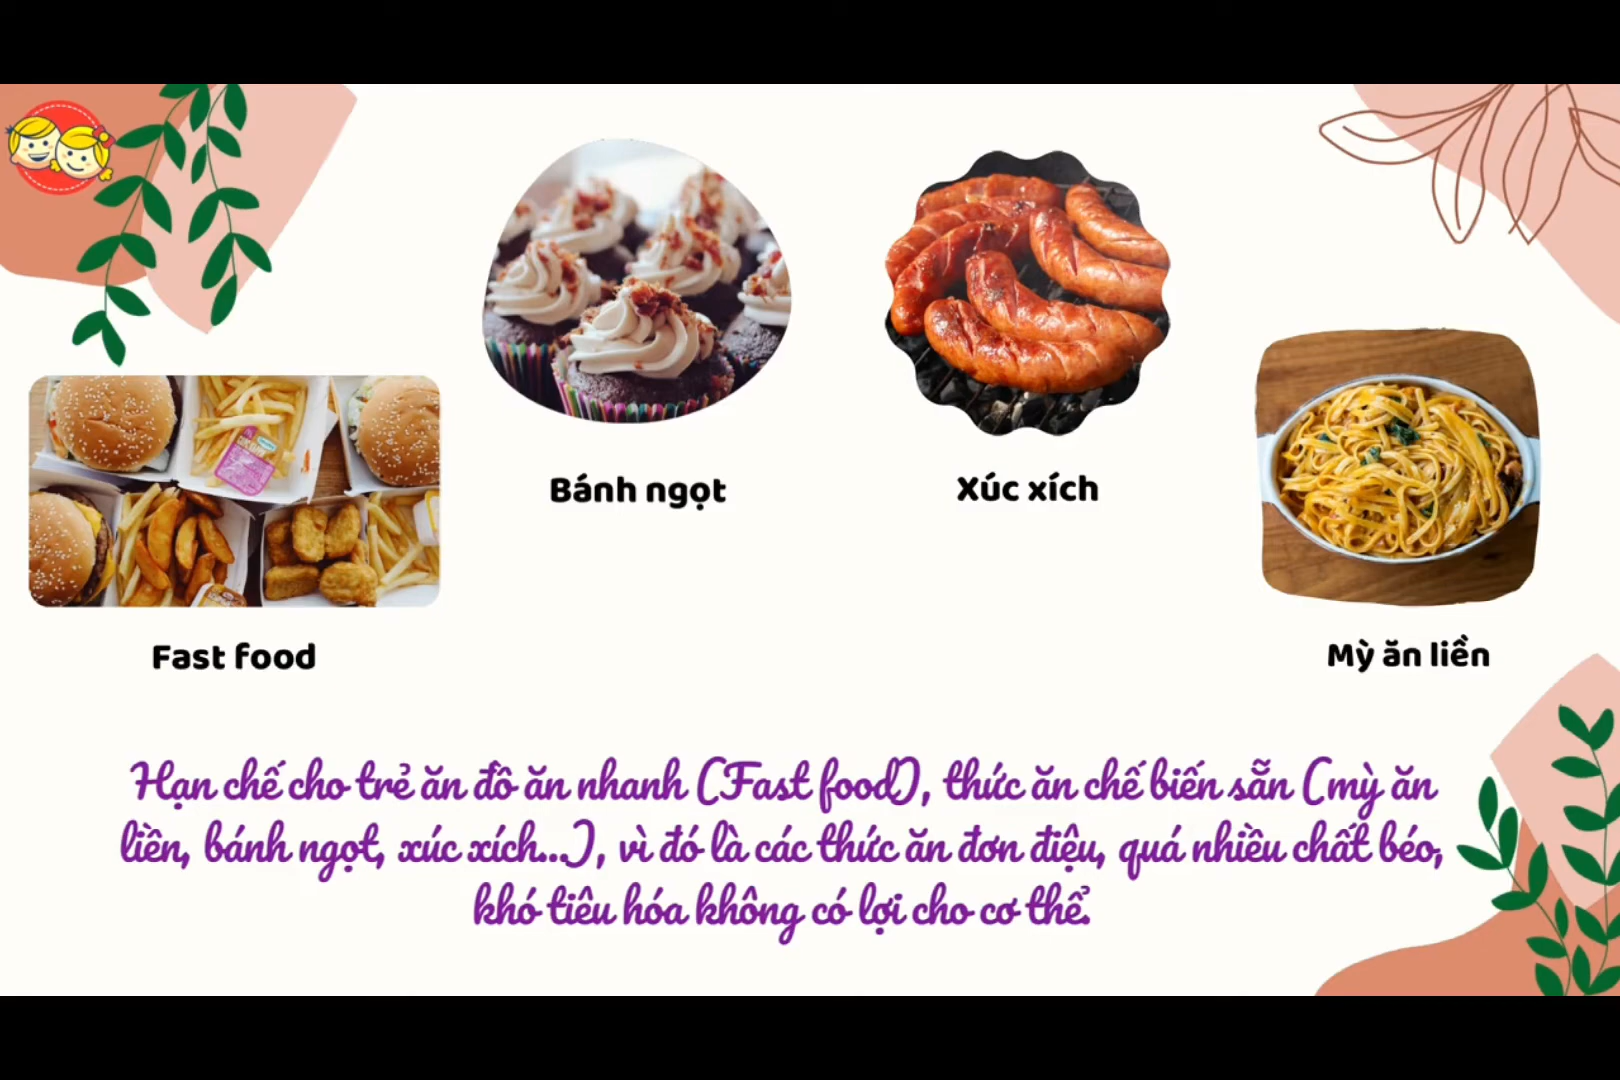 Bánh ngọt
Xúc xích
Fast food
Mỳ ăn liền
Hạn chế cho trẻ ăn đồ ăn nhanh (Fast food), thức ăn chế biến sẵn (mỳ ăn
liền, bánh ngọt, xúc xích...), vì đó là các thức ăn đơn điệu, quá nhiều chất béo,
khó tiêu hóa không có lợi cho cơ thể.